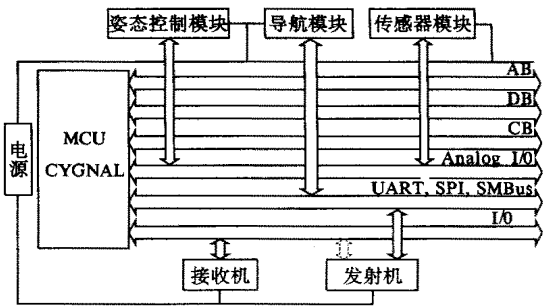 姿态控制模块
导航模块
传感器模块
AB
DB
CB
Analog I/0
UART, SPI, SMBus
I/0
MCU
CYGNAL
电源
接收机
发射机